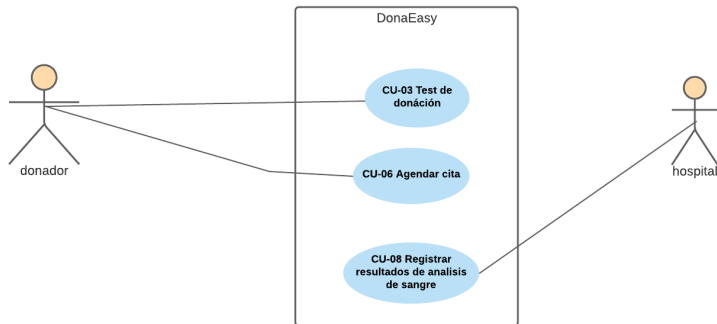 DonaEasy
CU-03 Test de
donáción
donador
CU-06 Agendar cita
hospital
CU-08 Registrar
resultados de analisis
de sangre